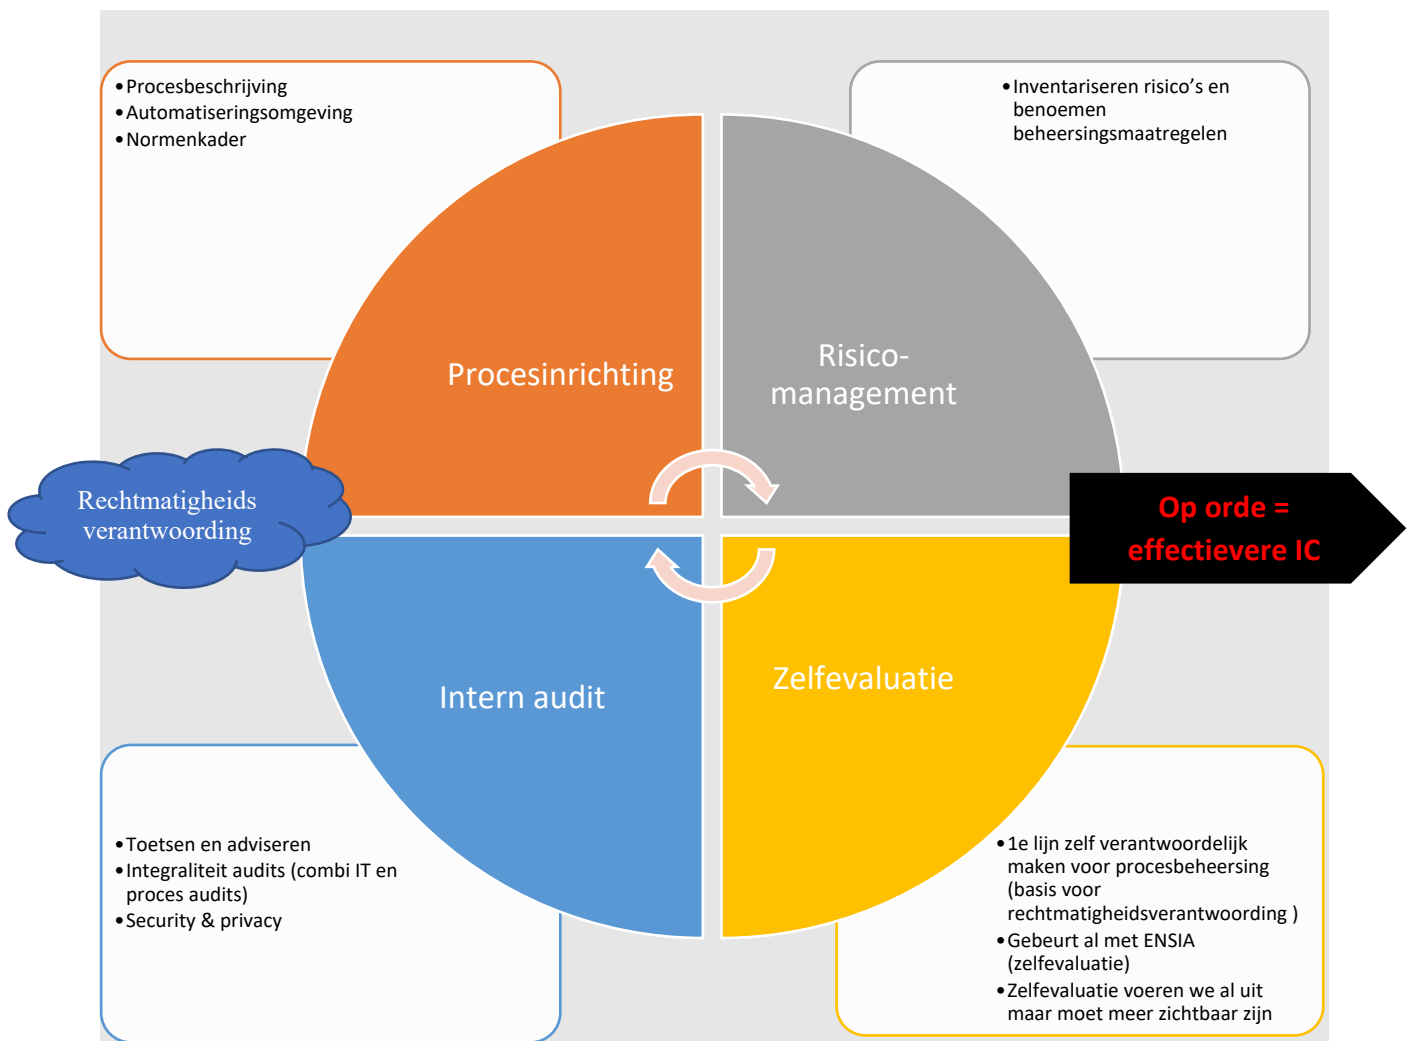 •Procesbeschrijving
•Automatiseringsomgeving
•Normenkader
•Inventariseren risico’s en
benoemen
beheersingsmaatregelen
Procesinrichting
Risico-
management
Rechtmatigheids
verantwoording
Op orde =
effectievere IC
Intern audit
Zelfevaluatie
•Toetsen en adviseren
•Integraliteit audits (combi IT en
proces audits)
•Security & privacy
•1e lijn zelf verantwoordelijk
maken voor procesbeheersing
(basis voor
rechtmatigheidsverantwoording )
•Gebeurt al met ENSIA
(zelfevaluatie)
•Zelfevaluatie voeren we al uit
maar moet meer zichtbaar zijn